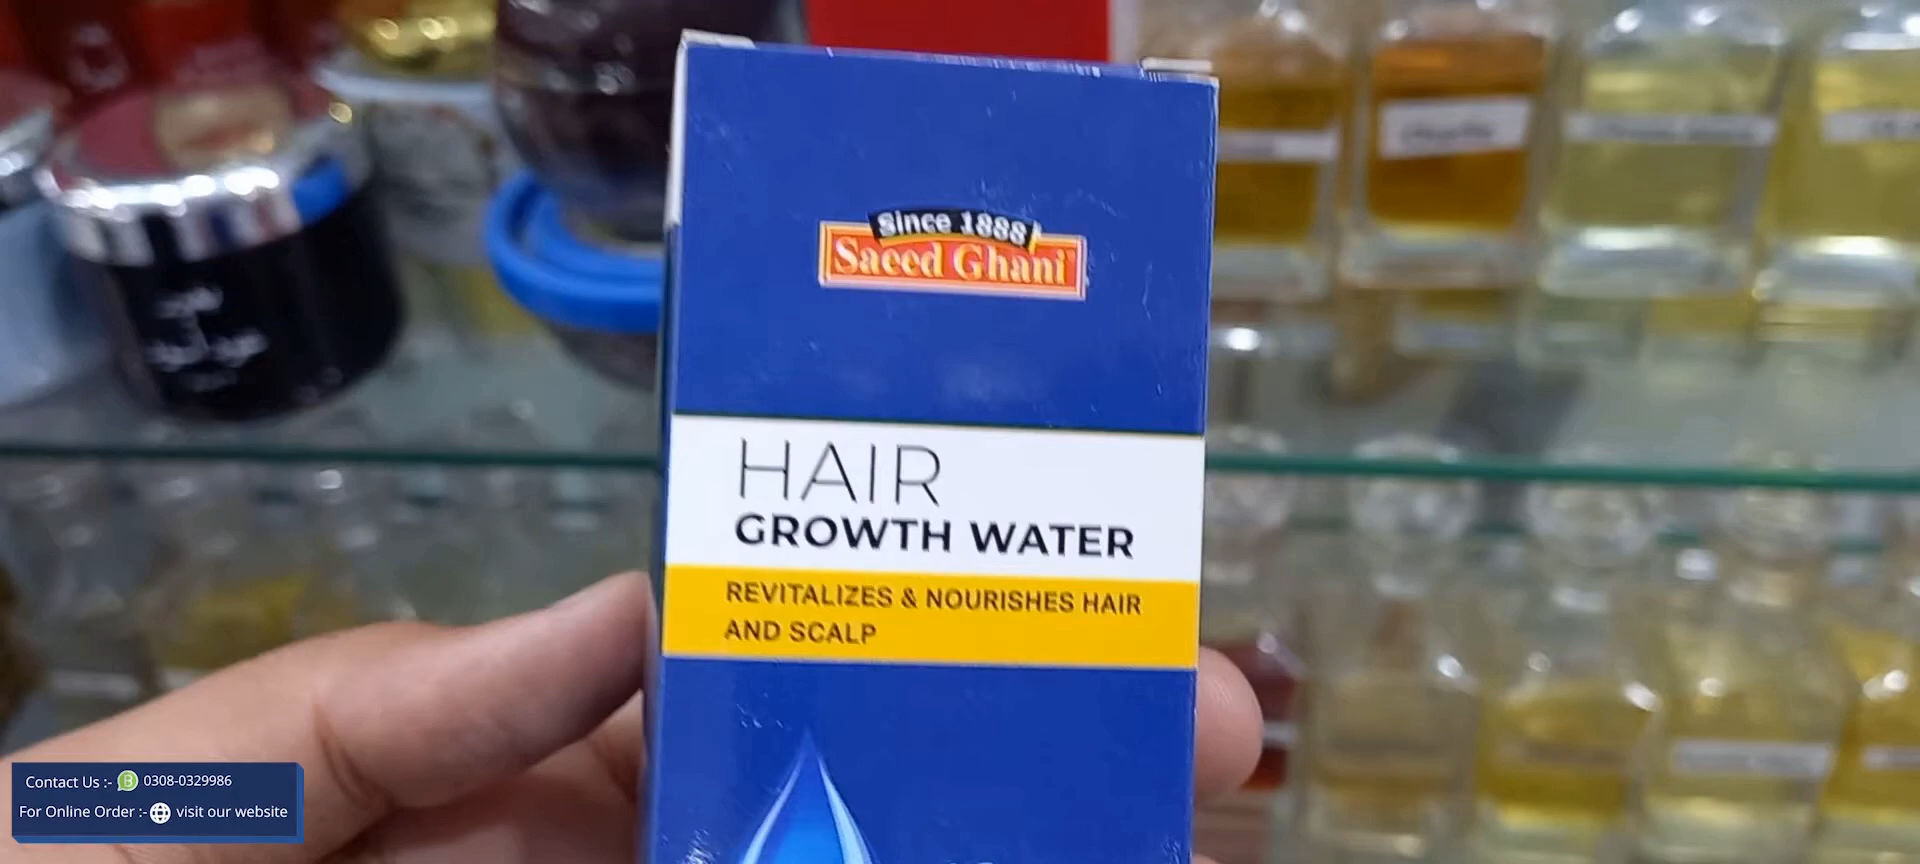 Since 1888
Saeed Ghani
HAIR
GROWTH WATER
REVITALIZES & NOURISHES HAIR
AND SCALP
Contact Us :- 0308-0329986
For Online Order :- visit our website